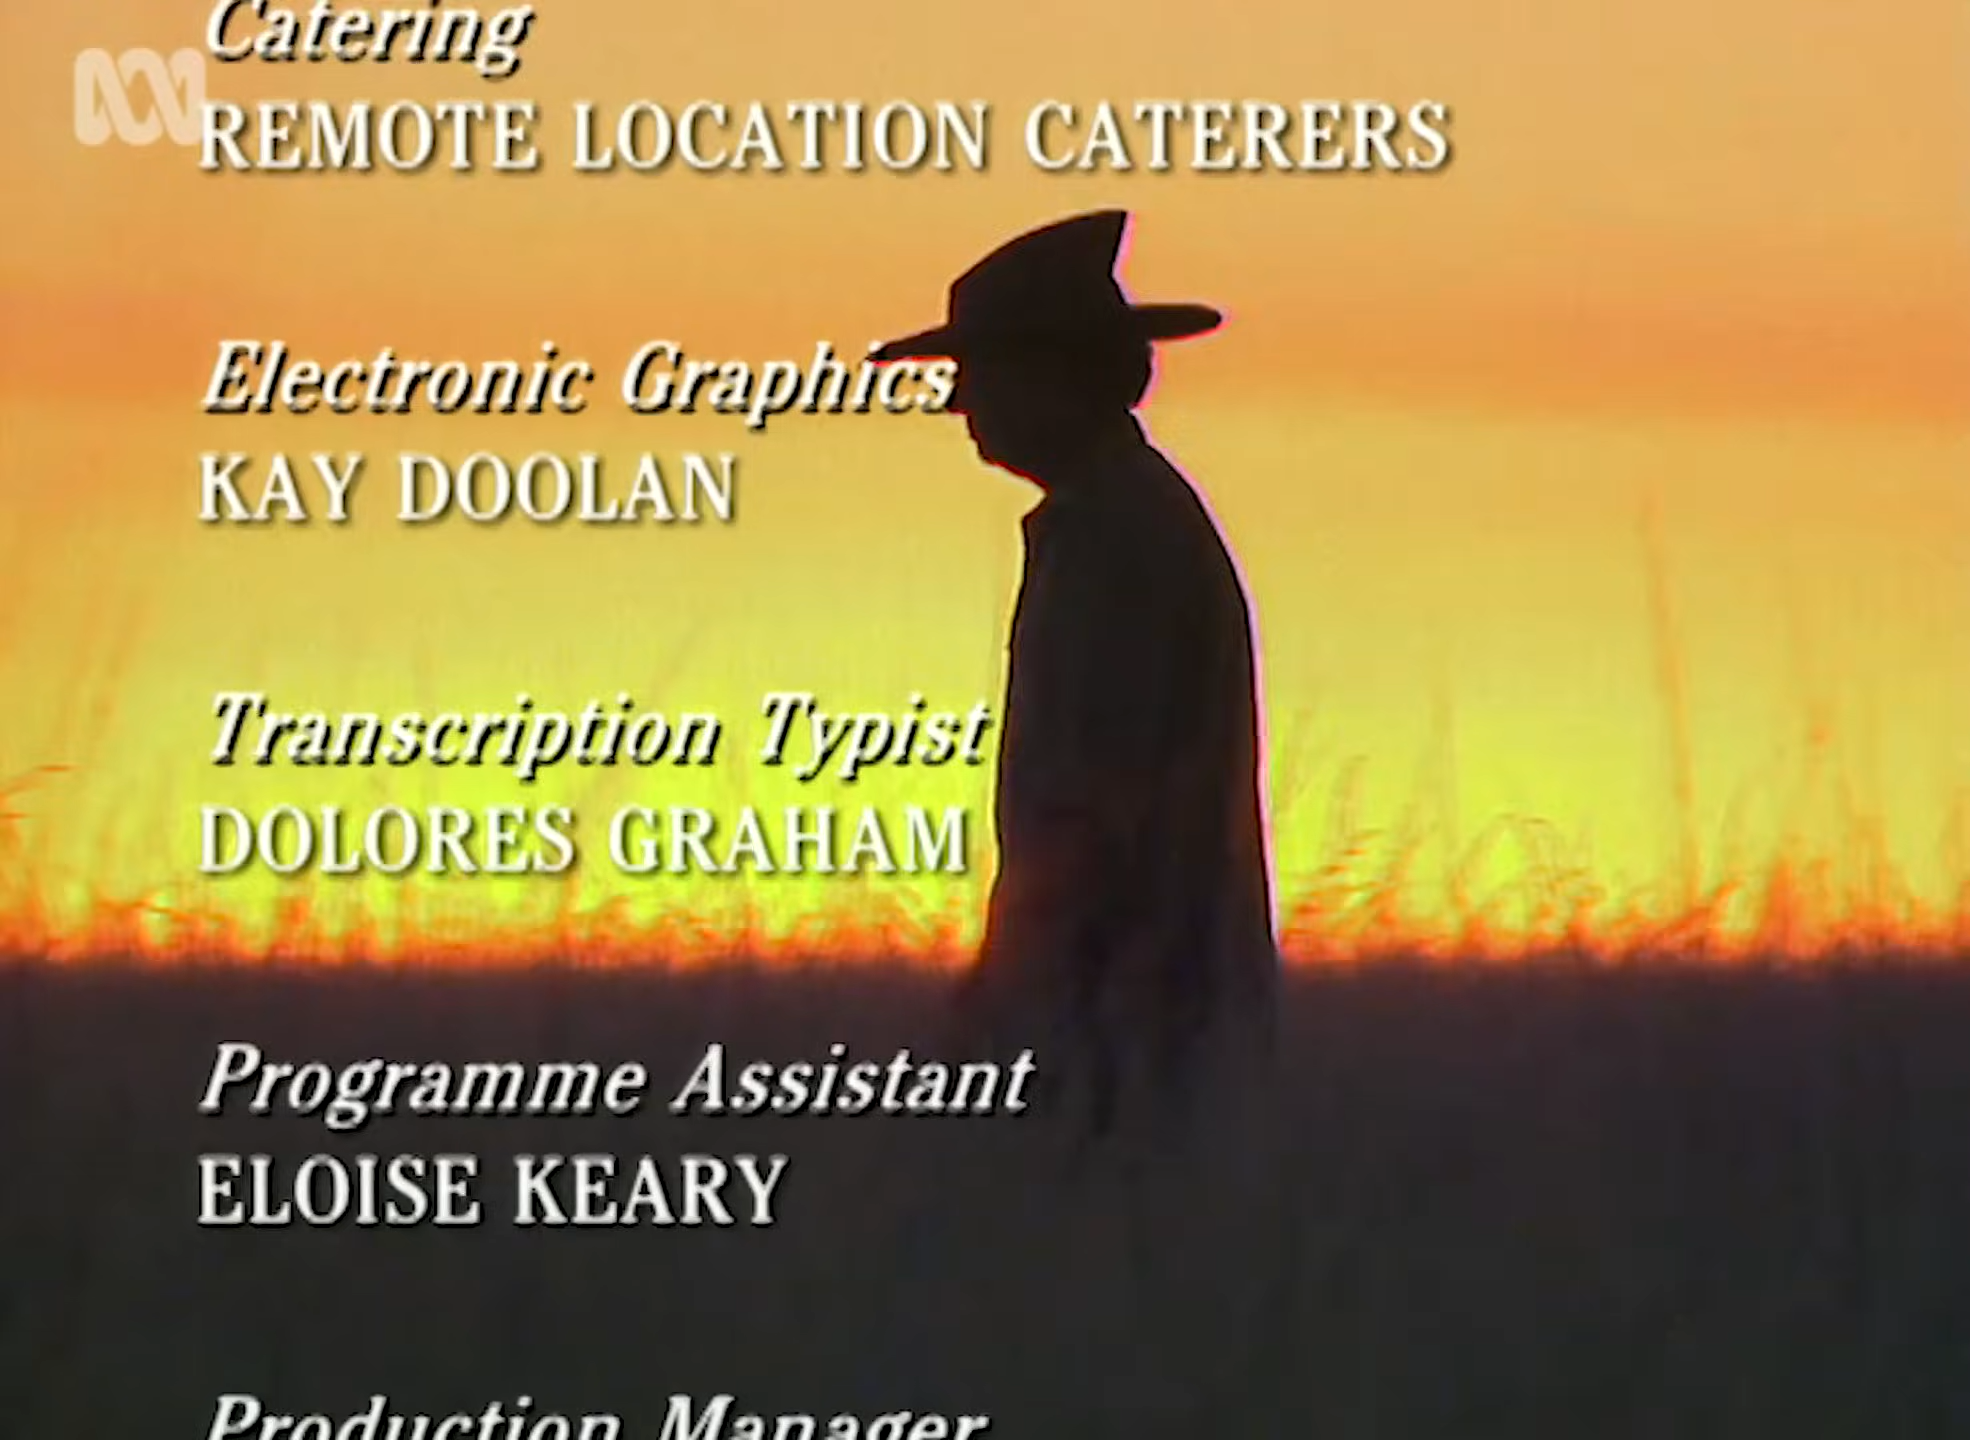 Catering
REMOTE LOCATION CATERERS
Electronic Graphics
KAY DOOLAN
Transcription Typist
DOLORES GRAHAM
Programme Assistant
ELOISE KEARY
Production Manager